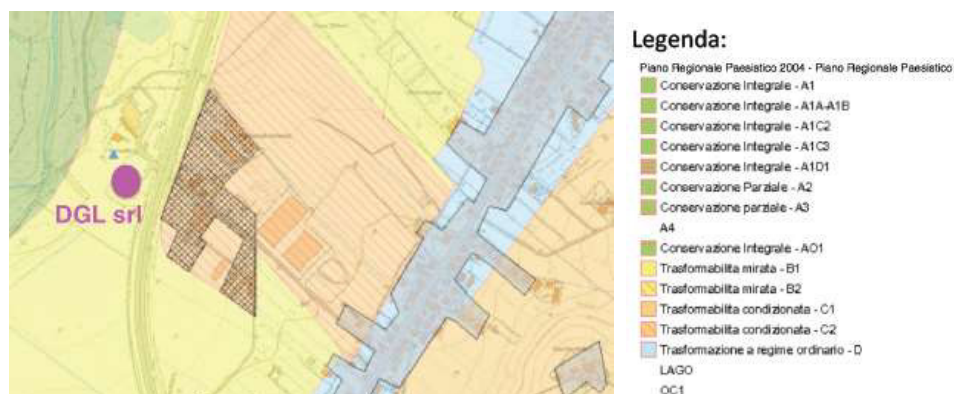 DGL srl
Legenda:
Piano Regionale Paesistico 2004 - Piano Regionale Paesistico
Conservazione Integrale - A1
Conservazione Integrale - A1A-A1B
Conservazione Integrale - A1C2
Conservazione Integrale - A1C3
Conservazione Integrale - A1D1
Conservazione Parziale - A2
Conservazione parziale - A3
A4
Conservazione Integrale - AO1
Trasformabilita mirata - B1
Trasformabilita mirata - B2
Trasformabilita condizionata - C1
Trasformabilita condizionata - C2
Trasformazione a regime ordinario - D
LAGO
OC1